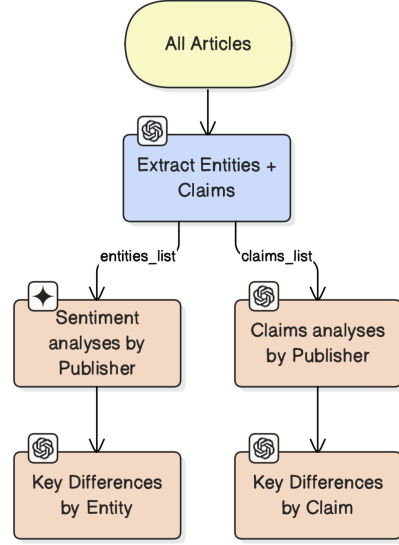 All Articles
Extract Entities +
Claims
entities_list
claims_list
Sentiment
analyses by
Publisher
Claims analyses
by Publisher
Key Differences
by Entity
Key Differences
by Claim